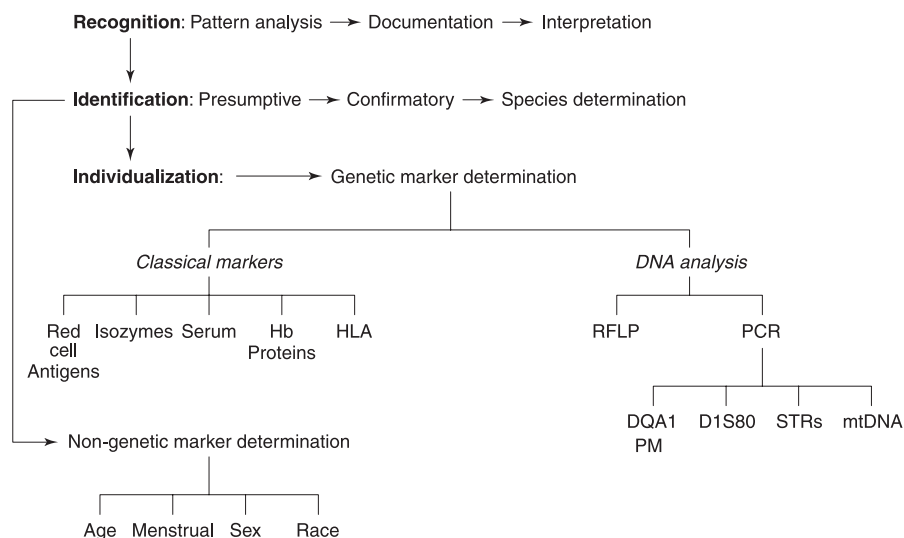 Recognition: Pattern analysis Documentation Interpretation
Identification: Presumptive Confirmatory Species determination
Individualization: Genetic marker determination
Classical markers DNA analysis
Red Isozymes Serum Hb HLA RFLP PCR
cell Proteins
Antigens
DQA1 D1S80 STRs mtDNA
PM
Non-genetic marker determination
Age Menstrual Sex Race